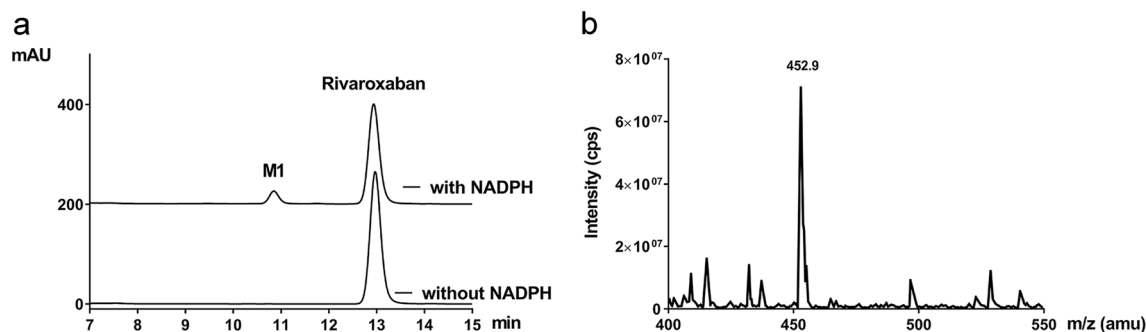 a
mAU
400
200
0
Rivaroxaban
M1
— with NADPH
— without NADPH
7 8 9 10 11 12 13 14 15 min
b
Intensity (cps)
8×10⁰⁷
6×10⁰⁷
4×10⁰⁷
2×10⁰⁷
0
452.9
400 450 500 550
m/z (amu)